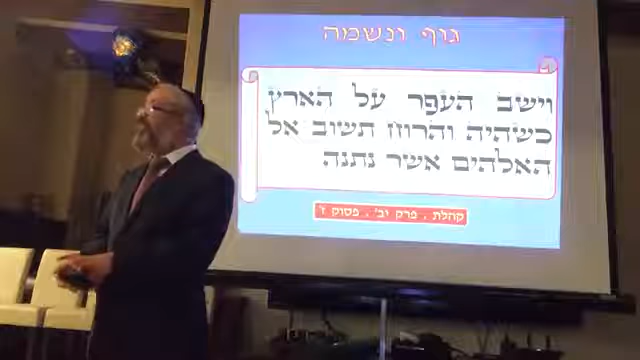 גוף ונשמה
וישב העפר על הארץ
כשהיה והרוח תשוב אל
האלהים אשר נתנה
קהלת . פרק יב' . פסוק ז'